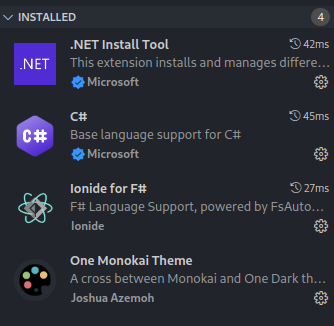 INSTALLED 4
.NET Install Tool 42ms
.NET
This extension installs and manages differe...
Microsoft
C# 45ms
C#
Base language support for C#
Microsoft
Ionide for F# 27ms
F# Language Support, powered by FsAuto...
Ionide
One Monokai Theme
A cross between Monokai and One Dark th...
Joshua Azemoh